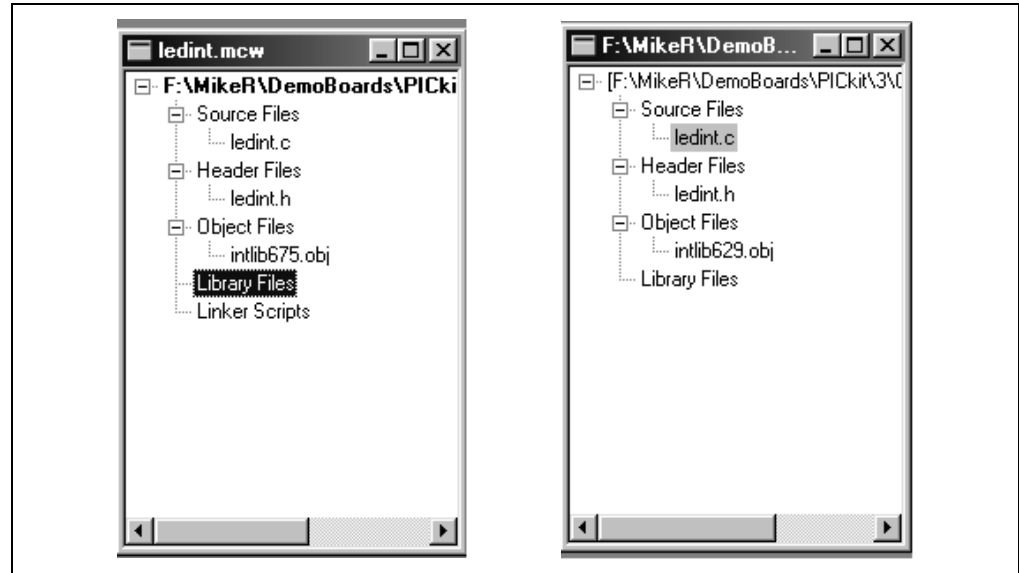 ledint.mcw
F:\MikeR\DemoBoards\PICki
Source Files
ledint.c
Header Files
ledint.h
Object Files
intlib675.obj
Library Files
Linker Scripts
F:\MikeR\DemoB...
[F:\MikeR\DemoBoards\PICkit\3\
Source Files
ledint.c
Header Files
ledint.h
Object Files
intlib629.obj
Library Files